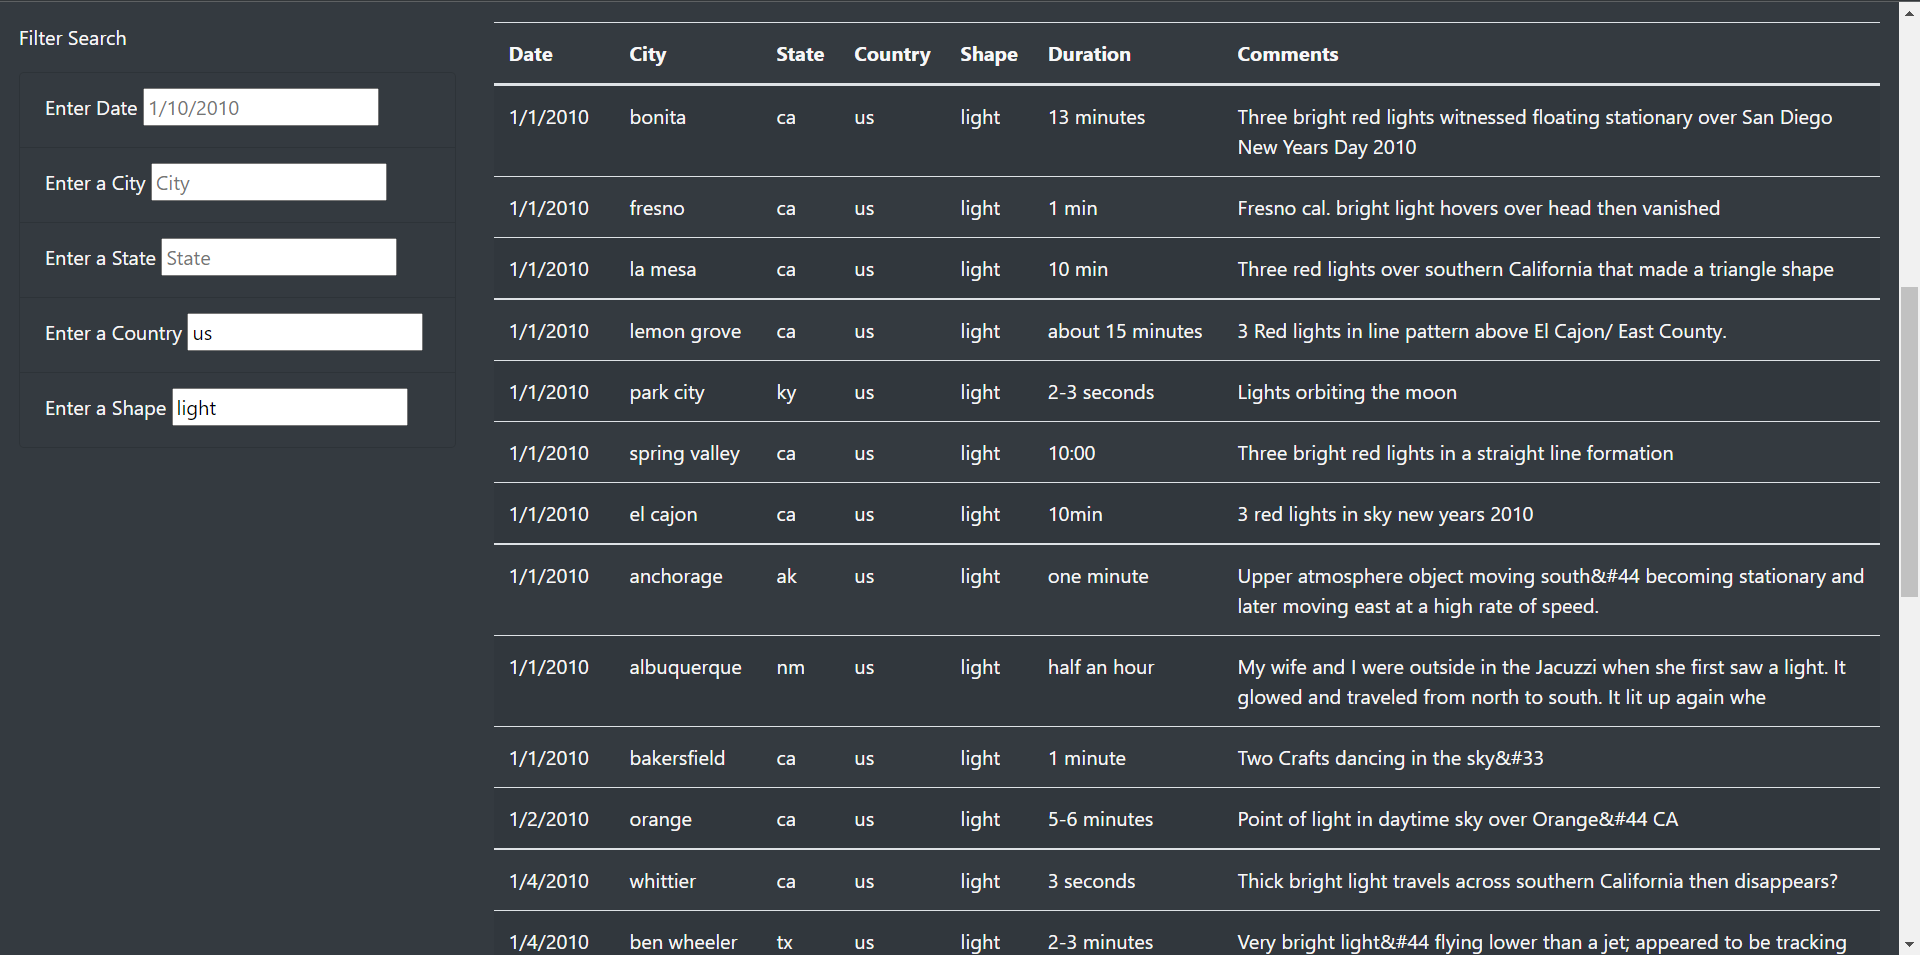 Filter Search
Enter Date 1/10/2010
Enter a City City
Enter a State State
Enter a Country us
Enter a Shape light
Date City State Country Shape Duration Comments
1/1/2010 bonita ca us light 13 minutes Three bright red lights witnessed floating stationary over San Diego
New Years Day 2010
1/1/2010 fresno ca us light 1 min Fresno cal. bright light hovers over head then vanished
1/1/2010 la mesa ca us light 10 min Three red lights over southern California that made a triangle shape
1/1/2010 lemon grove ca us light about 15 minutes 3 Red lights in line pattern above El Cajon/ East County.
1/1/2010 park city ky us light 2-3 seconds Lights orbiting the moon
1/1/2010 spring valley ca us light 10:00 Three bright red lights in a straight line formation
1/1/2010 el cajon ca us light 10min 3 red lights in sky new years 2010
1/1/2010 anchorage ak us light one minute Upper atmosphere object moving south&#44 becoming stationary and
later moving east at a high rate of speed.
1/1/2010 albuquerque nm us light half an hour My wife and I were outside in the Jacuzzi when she first saw a light. It
glowed and traveled from north to south. It lit up again whe
1/1/2010 bakersfield ca us light 1 minute Two Crafts dancing in the sky&#33
1/2/2010 orange ca us light 5-6 minutes Point of light in daytime sky over Orange&#44 CA
1/4/2010 whittier ca us light 3 seconds Thick bright light travels across southern California then disappears?
1/4/2010 ben wheeler tx us light 2-3 minutes Very bright light&#44 flying lower than a jet; appeared to be tracking